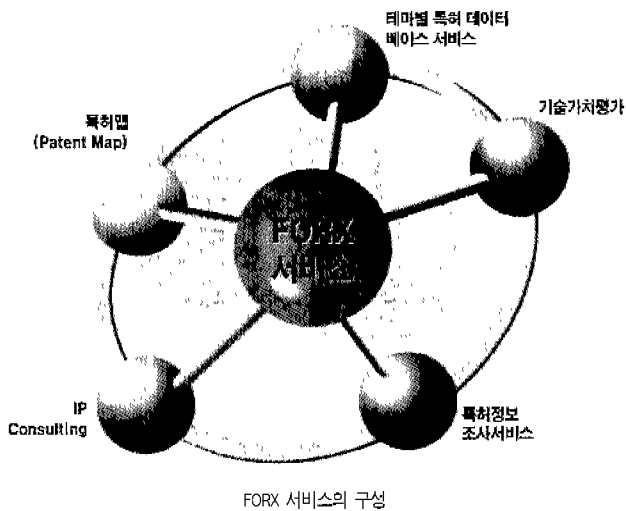 테마별 특허 데이터
베이스 서비스
기술가치평가
특허맵
(Patent Map)
FORX
서비스
IP
Consulting
특허정보
조사서비스
FORX 서비스의 구성